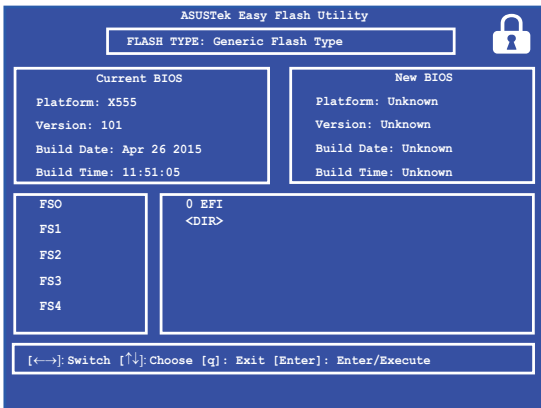 ASUSTek Easy Flash Utility
FLASH TYPE: Generic Flash Type
Current BIOS
Platform: X555
Version: 101
Build Date: Apr 26 2015
Build Time: 11:51:05
New BIOS
Platform: Unknown
Version: Unknown
Build Date: Unknown
Build Time: Unknown
FSO
FS1
FS2
FS3
FS4
0 EFI
<DIR>
[←→]: Switch [↑↓]: Choose [q]: Exit [Enter]: Enter/Execute